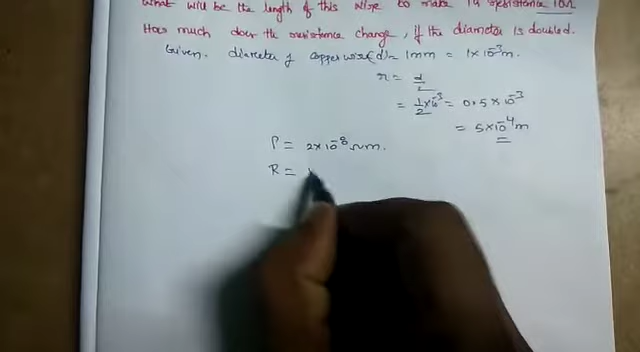 What will be the length of this wire to make its resistance 10Ω
How much does the resistance change, if the diameter is doubled.
Given. diameter of copper wire(d) = 1mm = 1×10⁻³m.
r = d/2
= 1/2×10⁻³ = 0.5×10⁻³
= 5×10⁻⁴m
ρ = 2×10⁻⁸Ωm.
R =